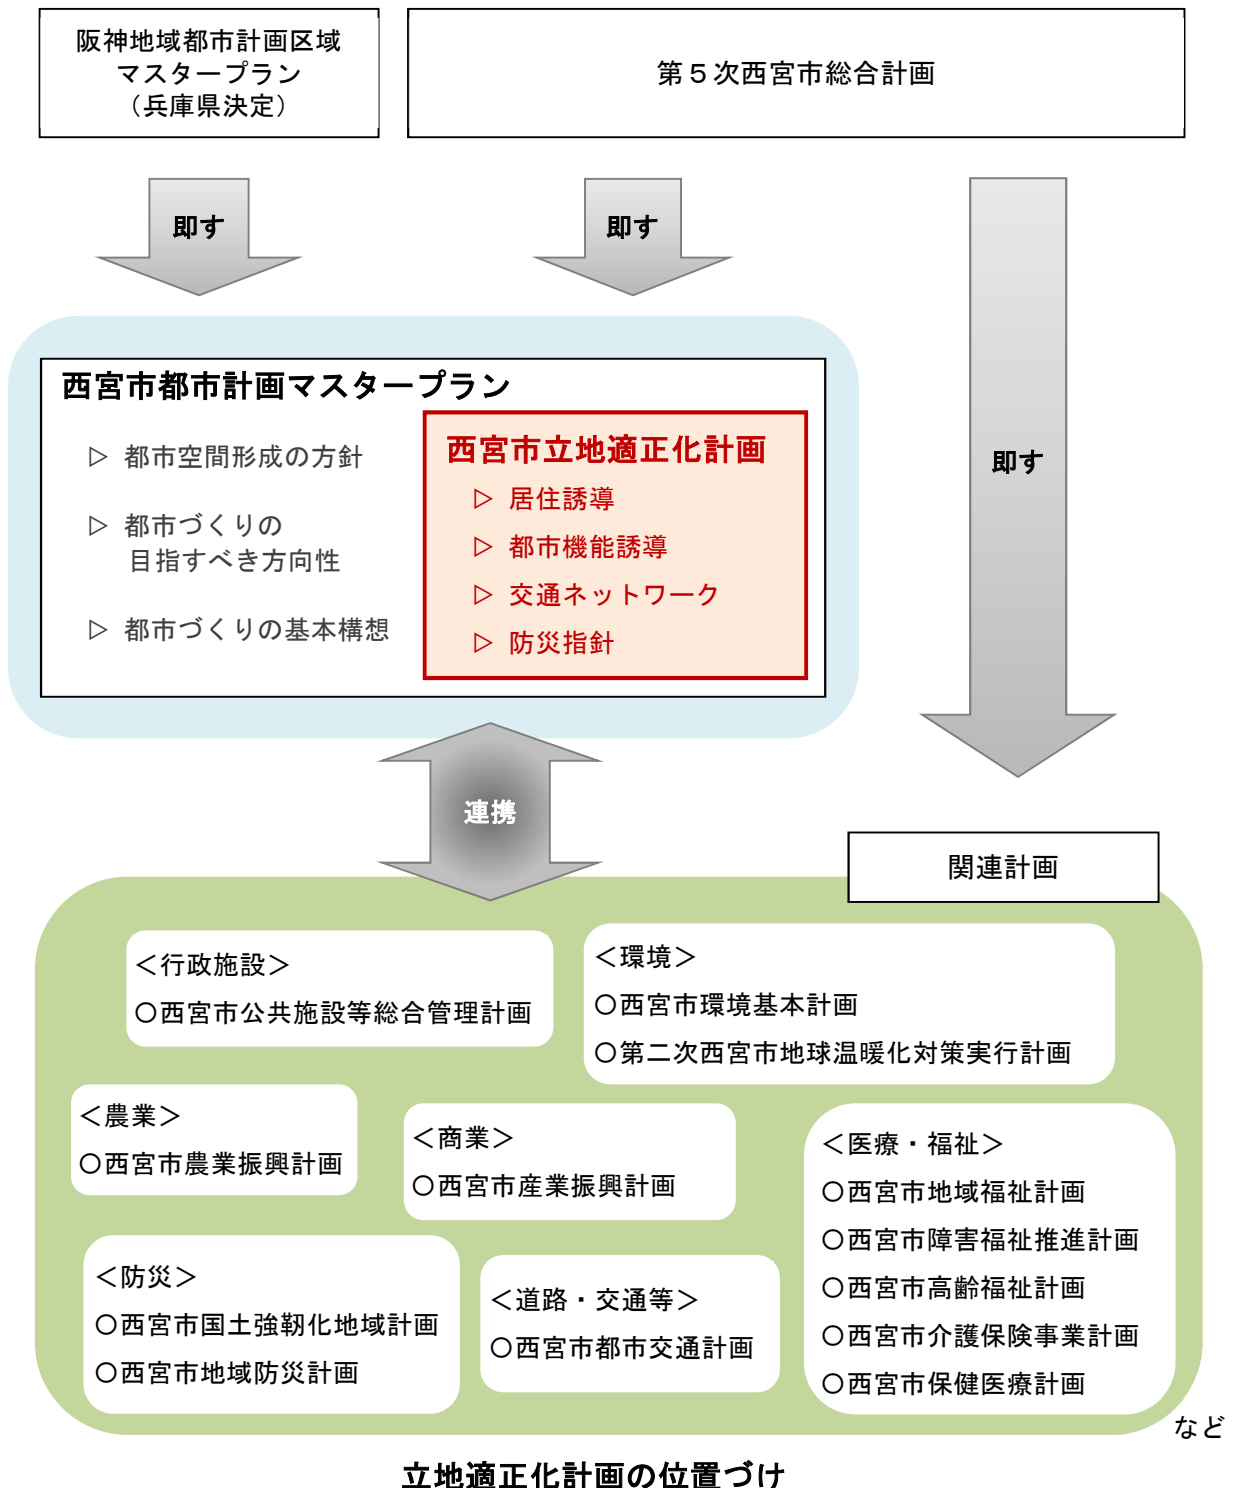 阪神地域都市計画区域
マスタープラン
（兵庫県決定）
第５次西宮市総合計画
即す
即す
即す
西宮市都市計画マスタープラン
▷ 都市空間形成の方針
▷ 都市づくりの
目指すべき方向性
▷ 都市づくりの基本構想
西宮市立地適正化計画
▷ 居住誘導
▷ 都市機能誘導
▷ 交通ネットワーク
▷ 防災指針
連携
関連計画
＜行政施設＞
○西宮市公共施設等総合管理計画
＜環境＞
○西宮市環境基本計画
○第二次西宮市地球温暖化対策実行計画
＜農業＞
○西宮市農業振興計画
＜商業＞
○西宮市産業振興計画
＜医療・福祉＞
○西宮市地域福祉計画
○西宮市障害福祉推進計画
○西宮市高齢福祉計画
○西宮市介護保険事業計画
○西宮市保健医療計画
＜防災＞
○西宮市国土強靭化地域計画
○西宮市地域防災計画
＜道路・交通等＞
○西宮市都市交通計画
など
立地適正化計画の位置づけ